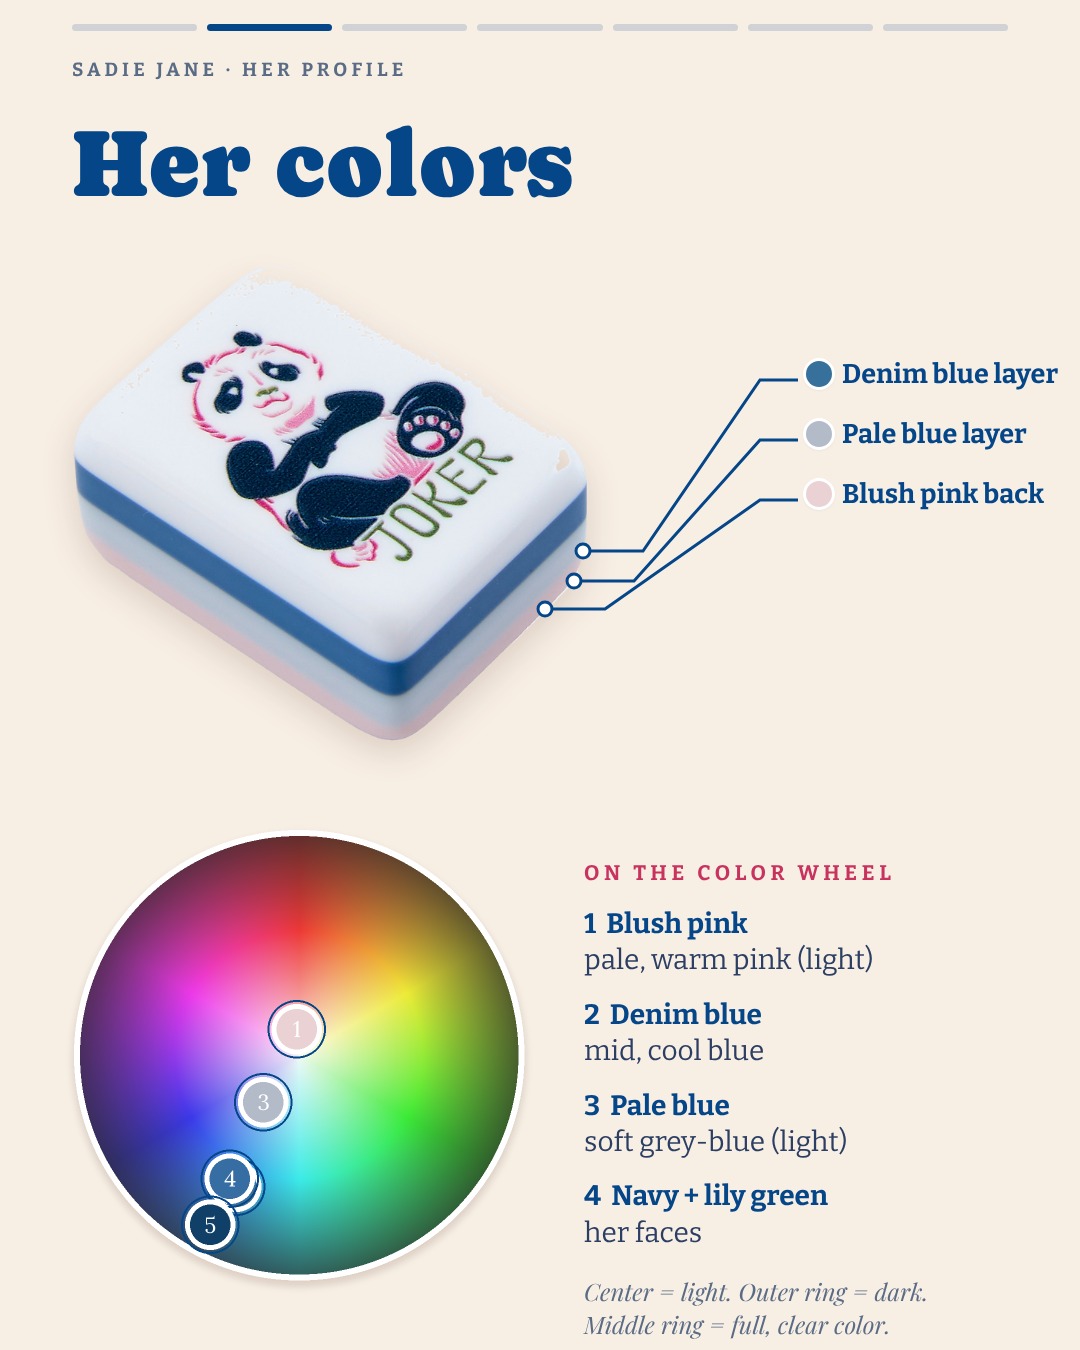 SADIE JANE · HER PROFILE
Her colors
JOKER
Denim blue layer
Pale blue layer
Blush pink back
1
3
4
5
ON THE COLOR WHEEL
1 Blush pink
pale, warm pink (light)
2 Denim blue
mid, cool blue
3 Pale blue
soft grey-blue (light)
4 Navy + lily green
her faces
Center = light. Outer ring = dark.
Middle ring = full, clear color.